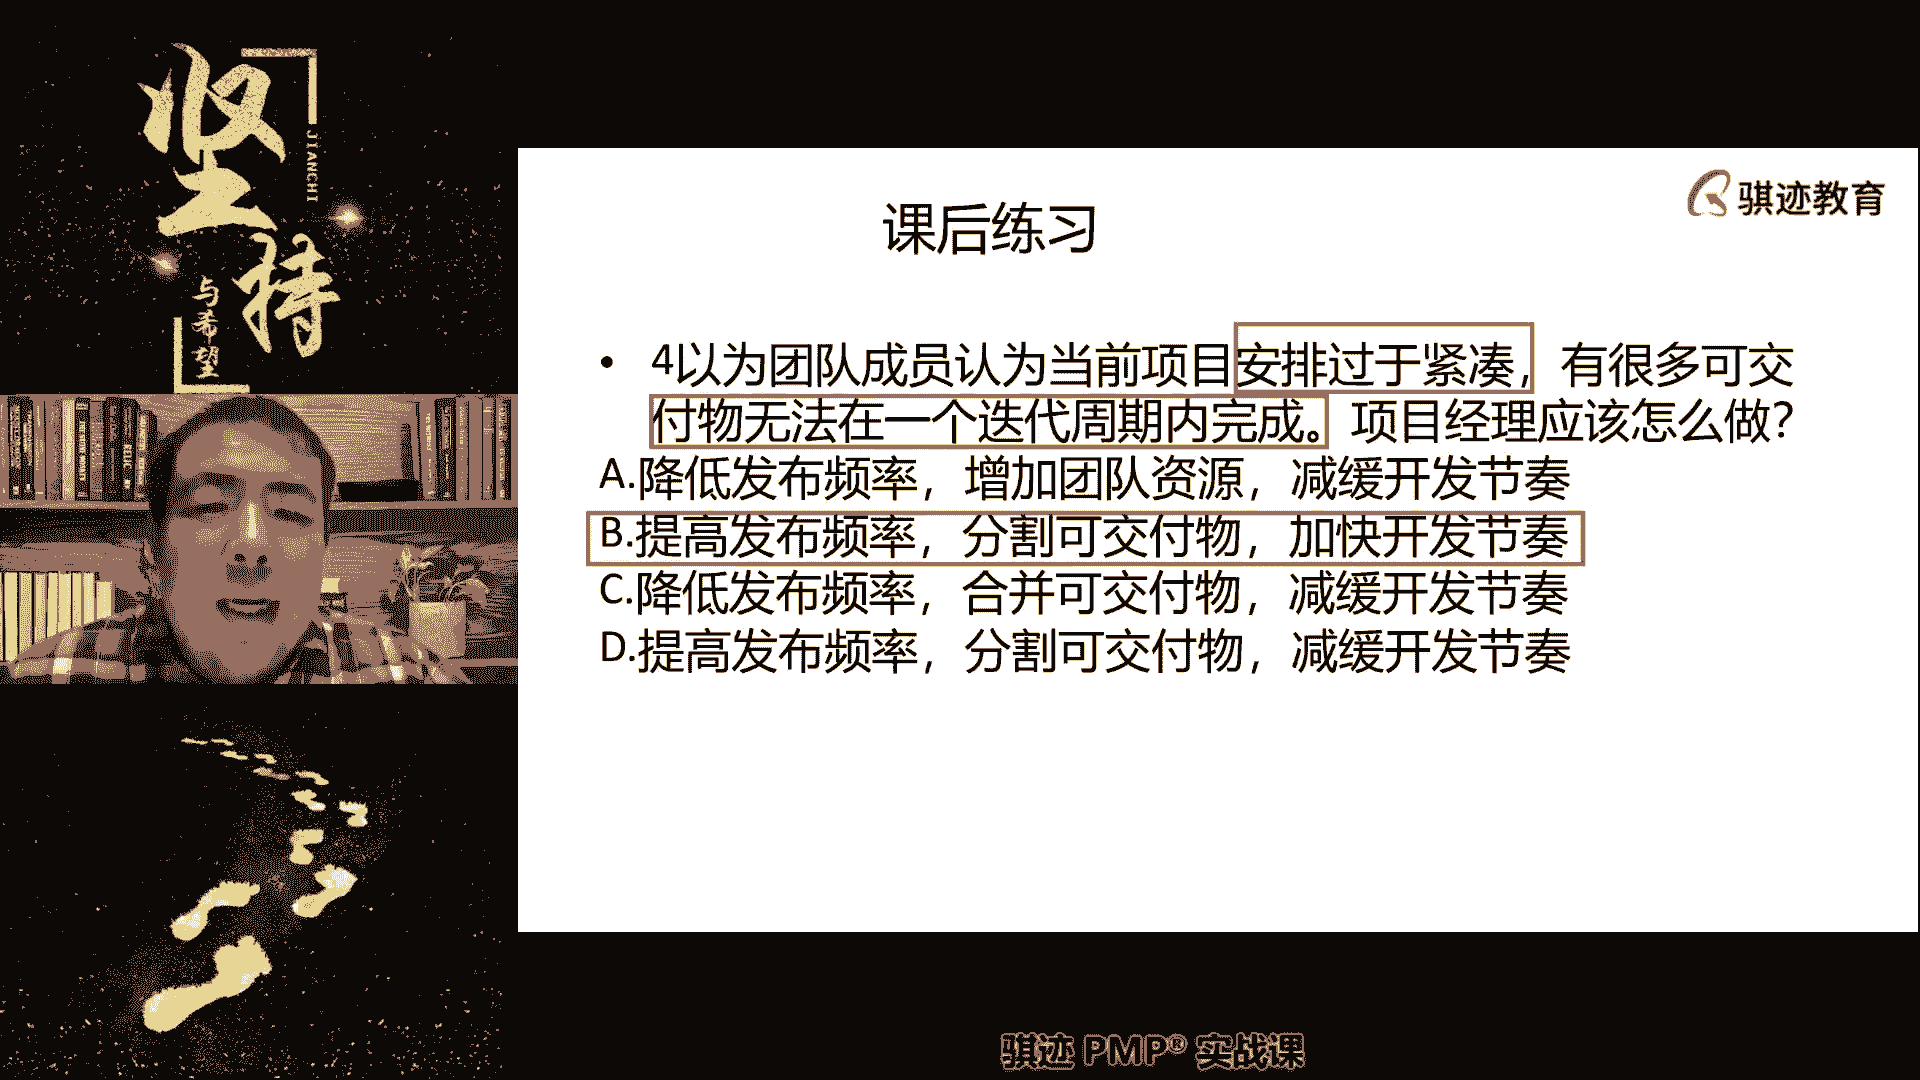 坚持
JIANCHI
与希望
骐迹教育
课后练习
• 4以为团队成员认为当前项目安排过于紧凑，有很多可交
付物无法在一个迭代周期内完成。项目经理应该怎么做？
A.降低发布频率，增加团队资源，减缓开发节奏
B.提高发布频率，分割可交付物，加快开发节奏
C.降低发布频率，合并可交付物，减缓开发节奏
D.提高发布频率，分割可交付物，减缓开发节奏
骐迹 PMP® 实战课